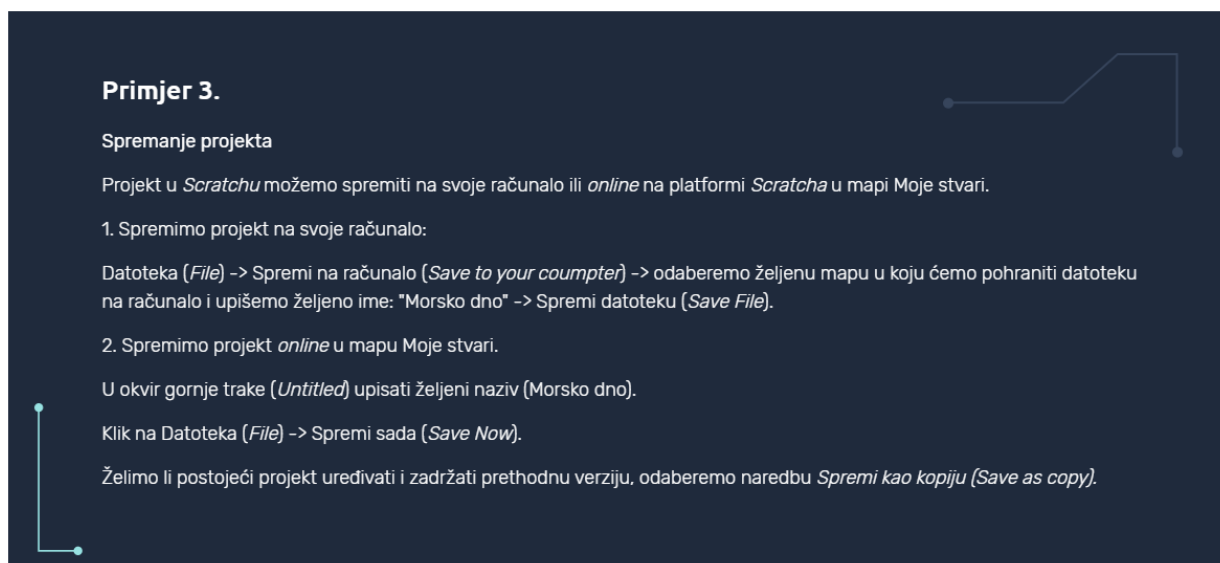 Primjer 3.
Spremanje projekta
Projekt u Scratchu možemo spremiti na svoje računalo ili online na platformi Scratcha u mapi Moje stvari.
1. Spremimo projekt na svoje računalo:
Datoteka (File) -> Spremi na računalo (Save to your coumpter) -> odaberemo željenu mapu u koju ćemo pohraniti datoteku
na računalo i upišemo željeno ime: "Morsko dno" -> Spremi datoteku (Save File).
2. Spremimo projekt online u mapu Moje stvari.
U okvir gornje trake (Untitled) upisati željeni naziv (Morsko dno).
Klik na Datoteka (File) -> Spremi sada (Save Now).
Želimo li postojeći projekt uređivati i zadržati prethodnu verziju, odaberemo naredbu Spremi kao kopiju (Save as copy).